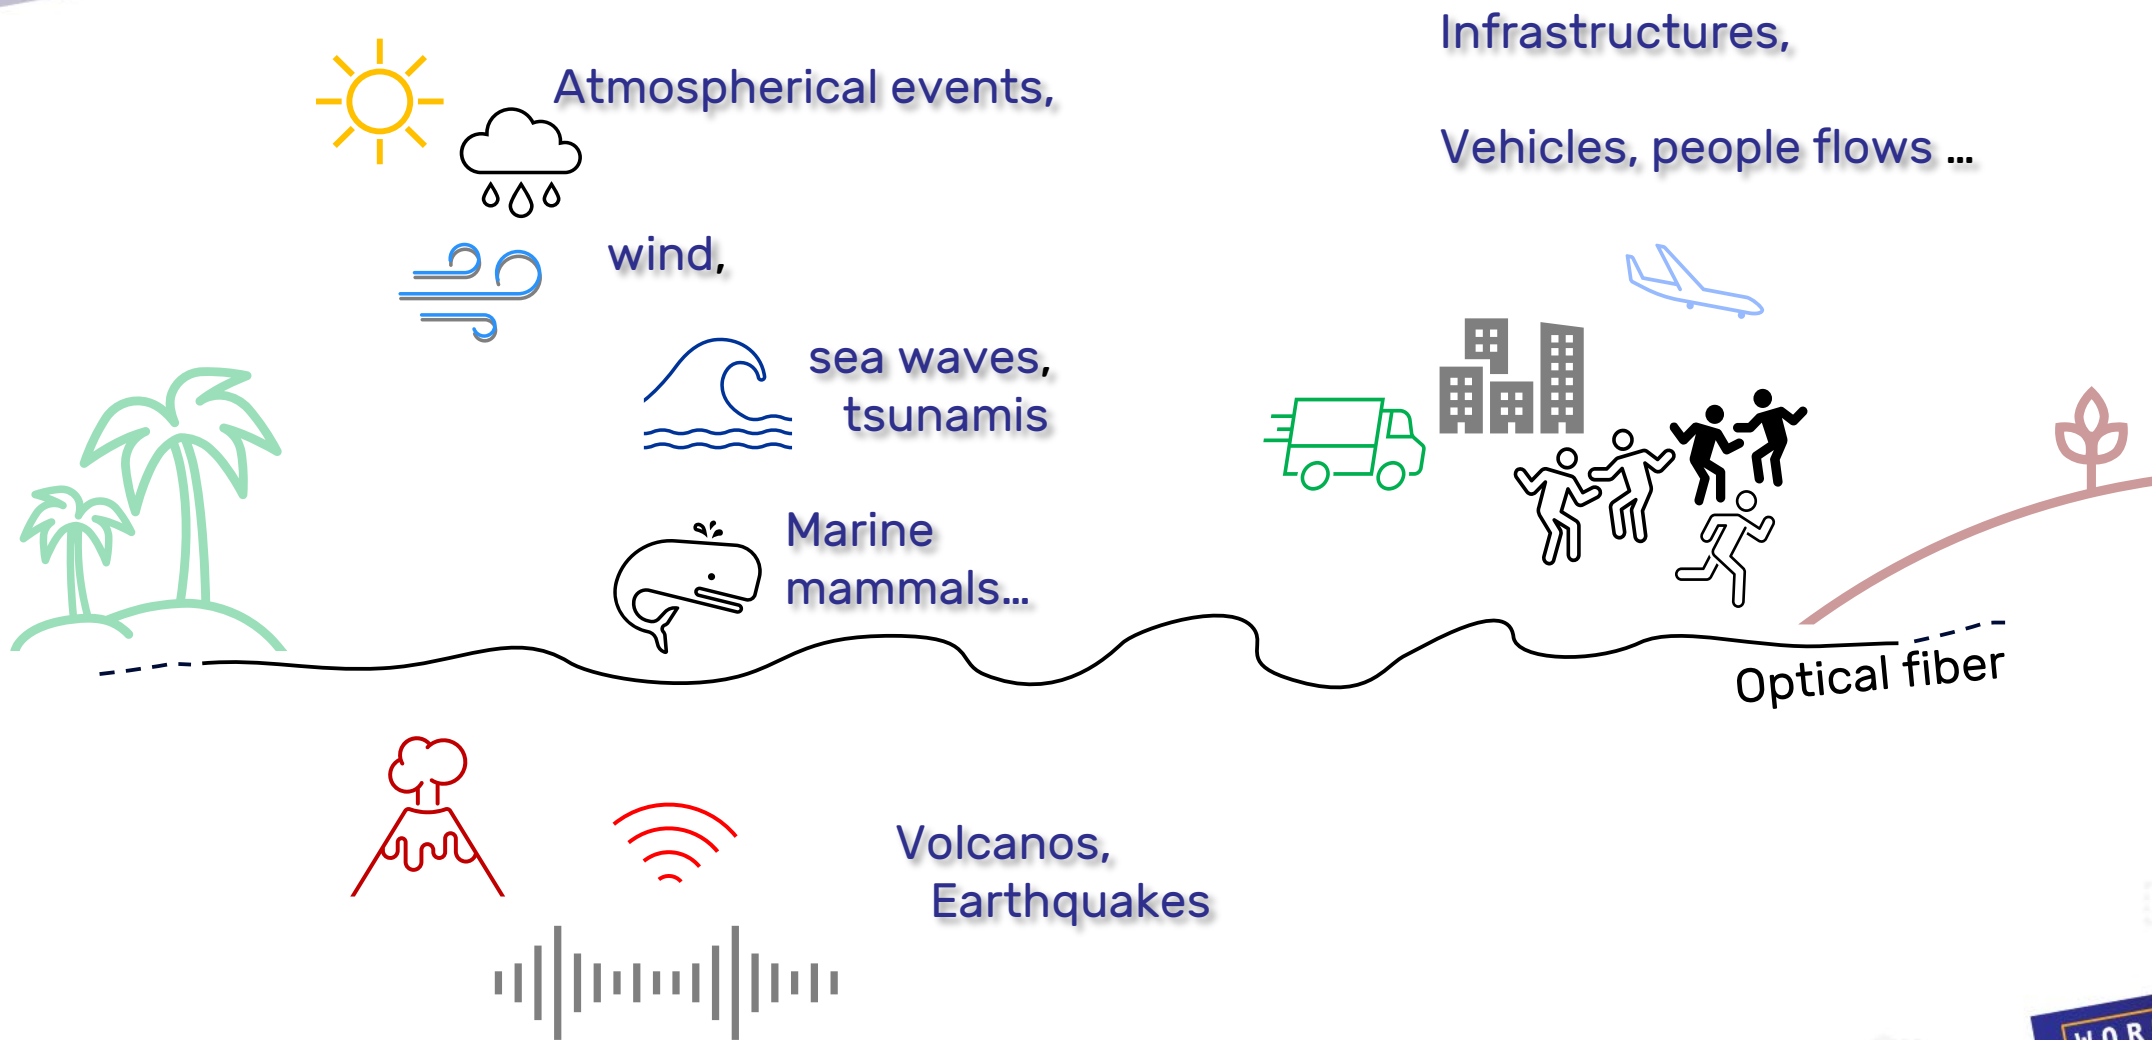 Infrastructures,
Atmospherical events,
Vehicles, people flows ...
wind,
sea waves,
tsunamis
Marine
mammals...
Optical fiber
Volcanos,
Earthquakes